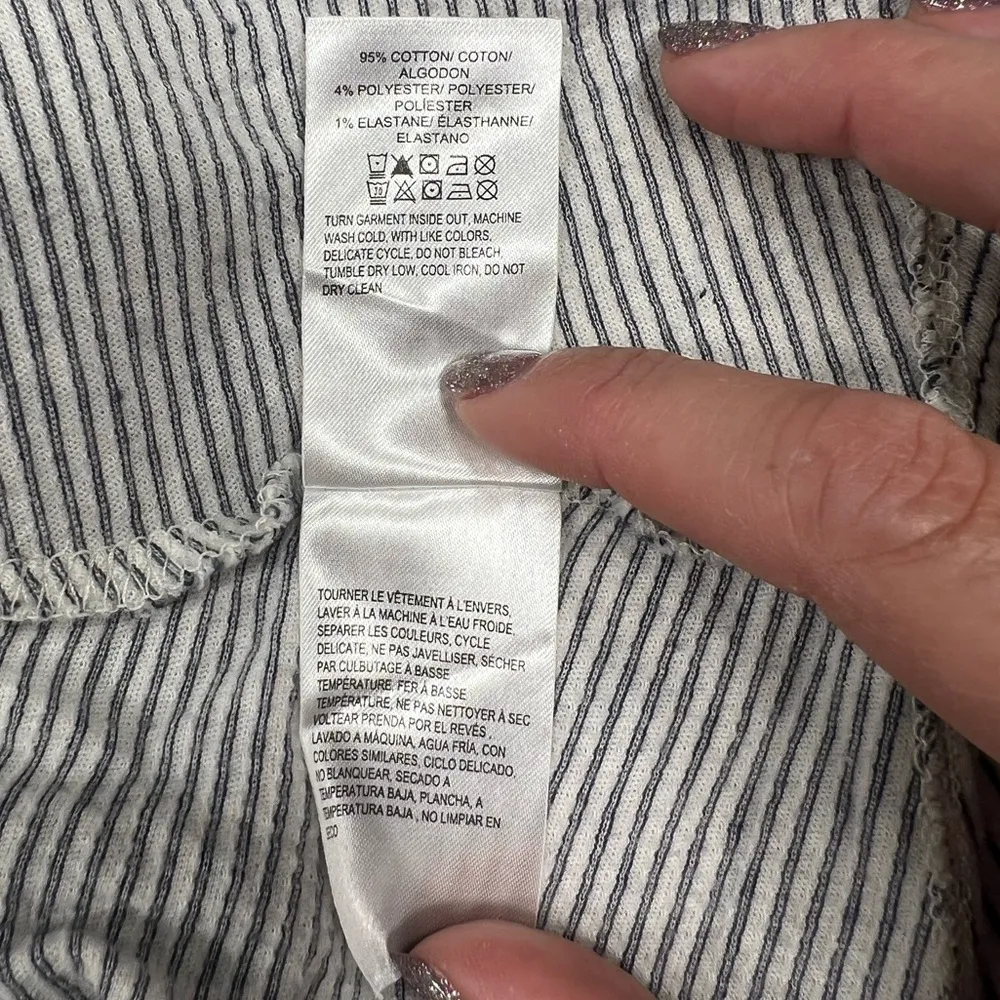 95% COTTON/ COTON/
ALGODON
4% POLYESTER/ POLYESTER/
POLÍESTER
1% ELASTANE/ ÉLASTHANNE/
ELASTANO
30
TURN GARMENT INSIDE OUT, MACHINE
WASH COLD, WITH LIKE COLORS,
DELICATE CYCLE, DO NOT BLEACH,
TUMBLE DRY LOW, COOL IRON, DO NOT
DRY CLEAN
TOURNER LE VÊTEMENT À L'ENVERS,
LAVER À LA MACHINE À L'EAU FROIDE,
SEPARER LES COULEURS, CYCLE
DELICATE, NE PAS JAVELLISER, SÉCHER
PAR CULBUTAGE À BASSE
TEMPÉRATURE, FER À BASSE
TEMPÉRATURE, NE PAS NETTOYER À SEC
VOLTEAR PRENDA POR EL REVÉS ,
LAVADO A MÁQUINA, AGUA FRÍA, CON
COLORES SIMILARES, CICLO DELICADO,
NO BLANQUEAR, SECADO A
TEMPERATURA BAJA, PLANCHA, A
TEMPERATURA BAJA , NO LIMPIAR EN
SECO